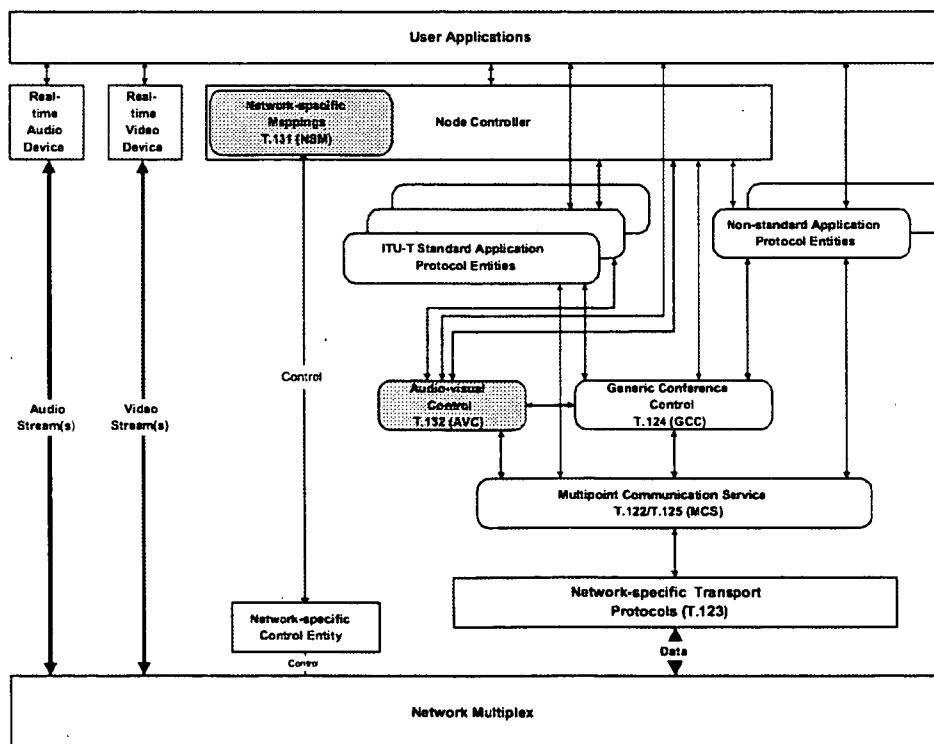 User Applications
Real-
time
Audio
Device
Real-
time
Video
Device
Network-specific
Mappings
T.131 (NSM)
Node Controller
ITU-T Standard Application
Protocol Entities
Non-standard Application
Protocol Entities
Control
Audio
Stream(s)
Video
Stream(s)
Audio-visual
Control
T.132 (AVC)
Generic Conference
Control
T.124 (GCC)
Multipoint Communication Service
T.122/T.125 (MCS)
Network-specific Transport
Protocols (T.123)
Network-specific
Control Entity
Control
Data
Network Multiplex